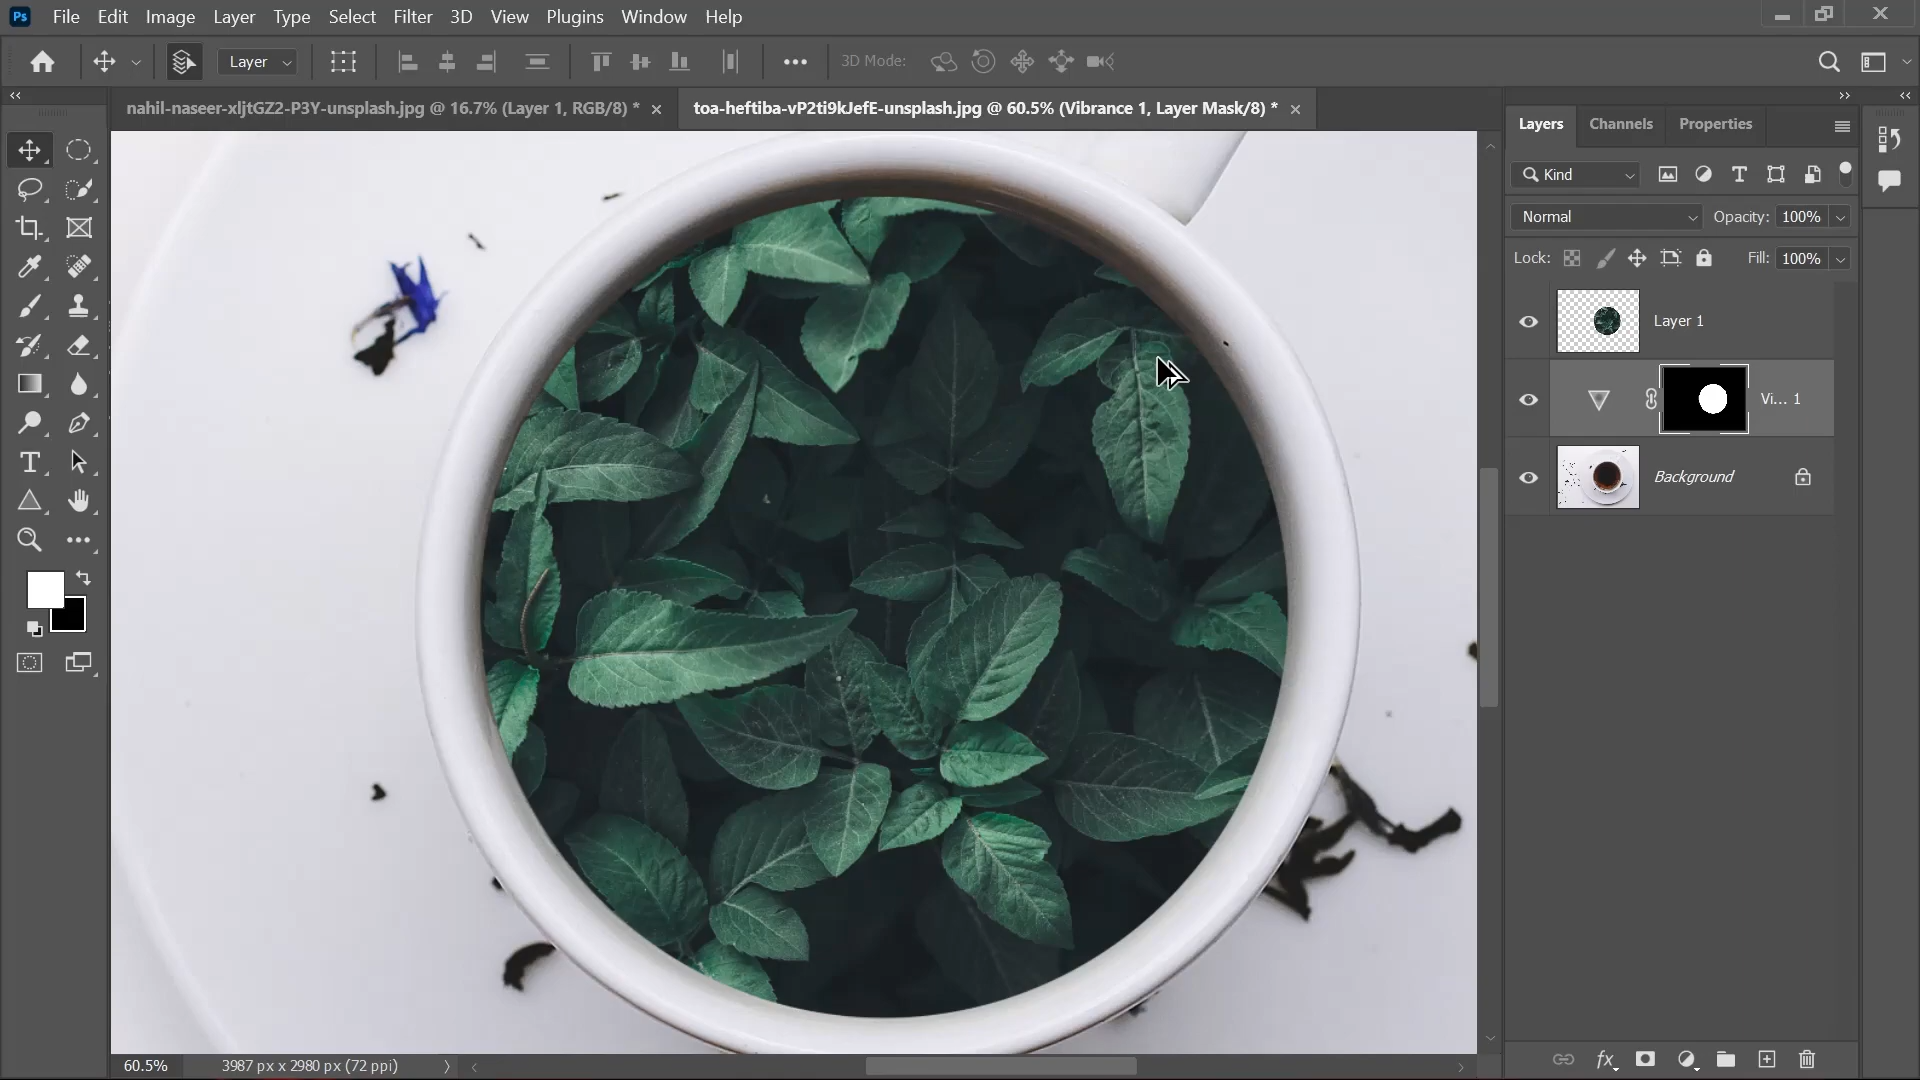 Ps File Edit Image Layer Type Select Filter 3D View Plugins Window Help
Layer 3D Mode:
nahil-naseer-xljtGZ2-P3Y-unsplash.jpg @ 16.7% (Layer 1, RGB/8) * toa-heftiba-vP2ti9kJefE-unsplash.jpg @ 60.5% (Vibrance 1, Layer Mask/8) *
Layers Channels Properties
Kind
Normal Opacity: 100%
Lock: Fill: 100%
Layer 1
Vi... 1
Background
60.5% 3987 px x 2980 px (72 ppi)
fx